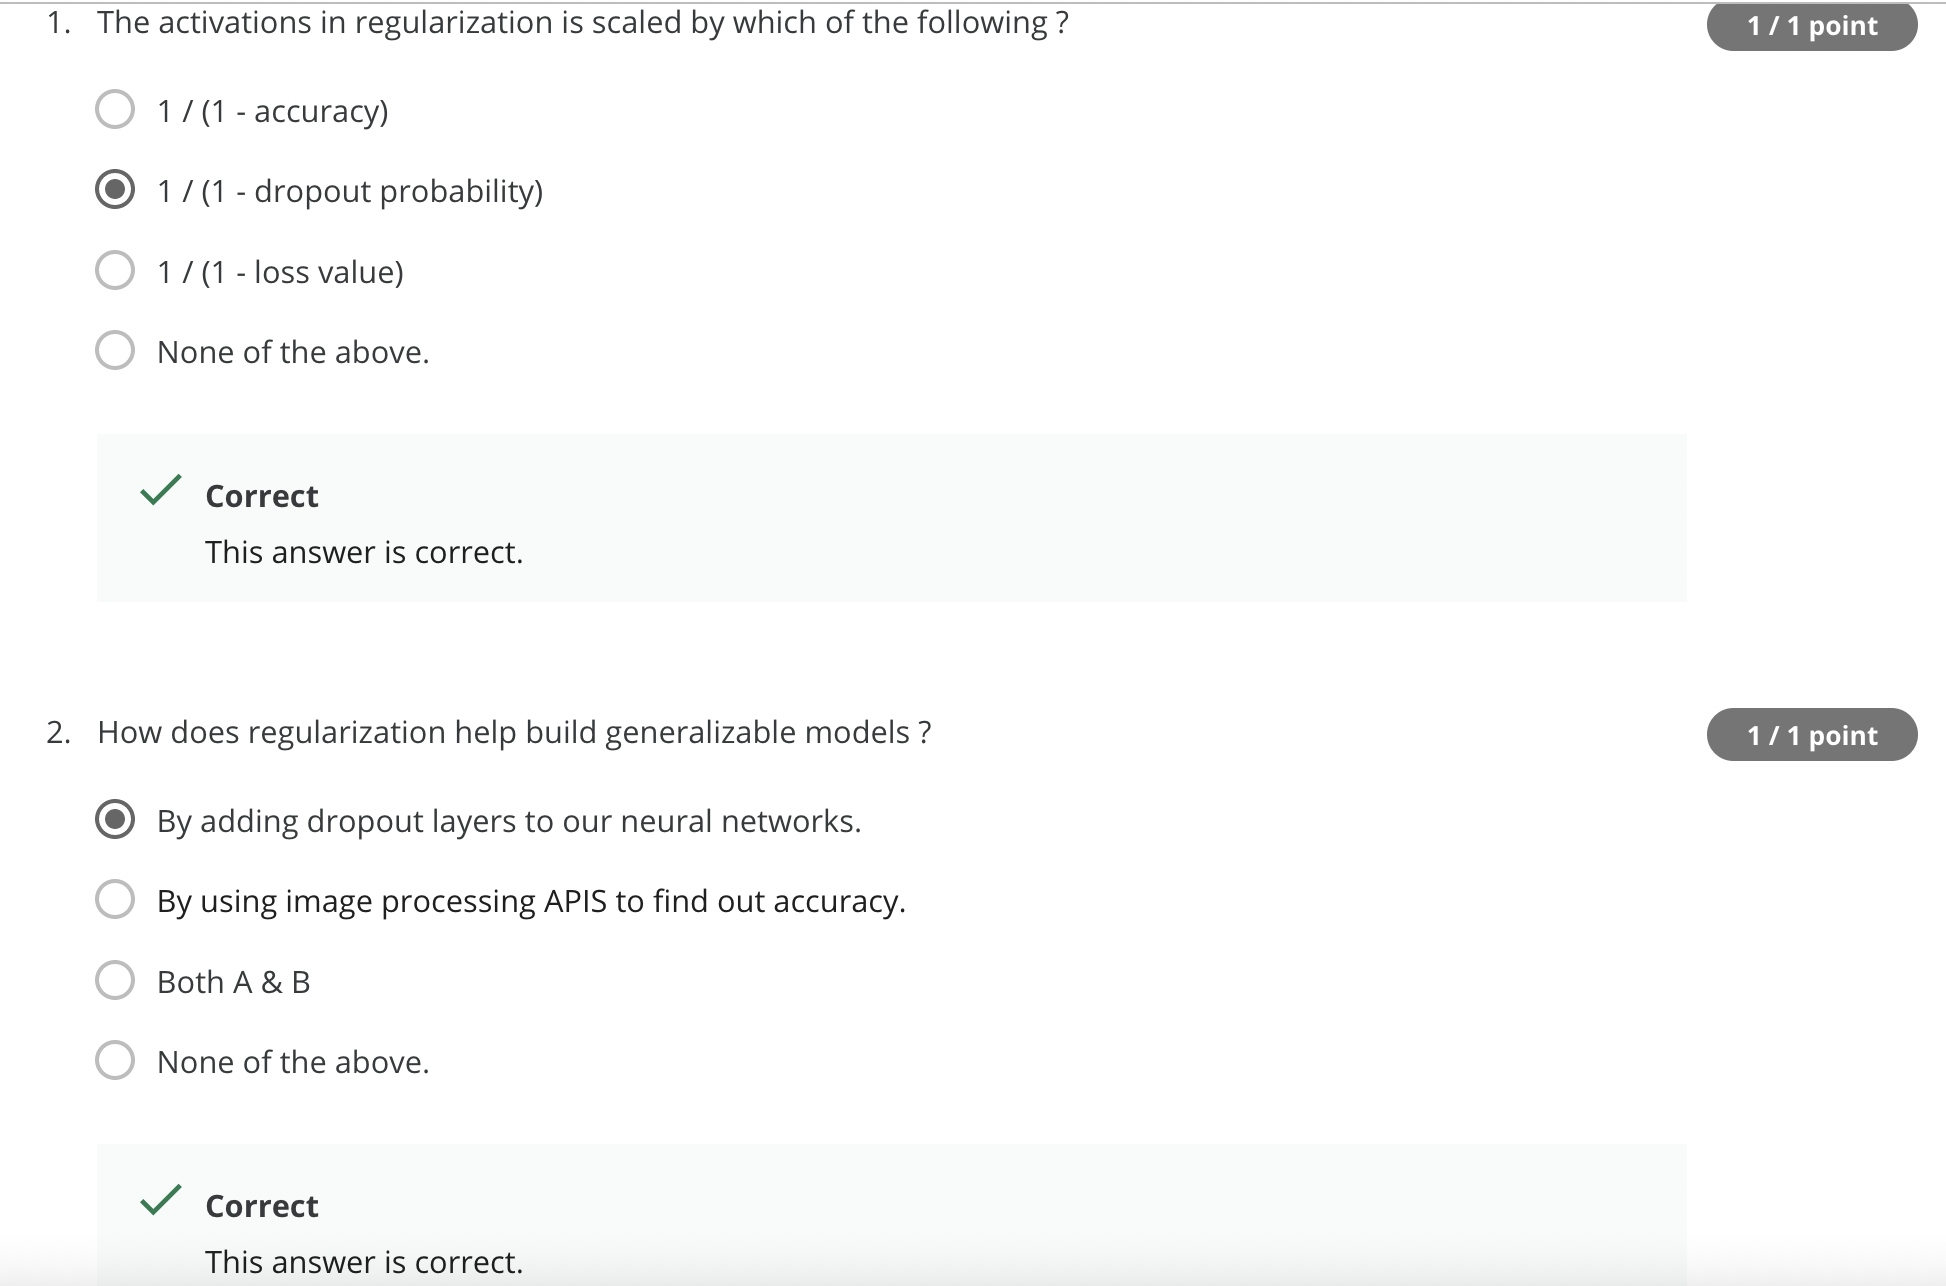 1. The activations in regularization is scaled by which of the following ?
1 / 1 point
1 / (1 - accuracy)
1 / (1 - dropout probability)
1 / (1 - loss value)
None of the above.
Correct
This answer is correct.
2. How does regularization help build generalizable models ?
1 / 1 point
By adding dropout layers to our neural networks.
By using image processing APIS to find out accuracy.
Both A & B
None of the above.
Correct
This answer is correct.